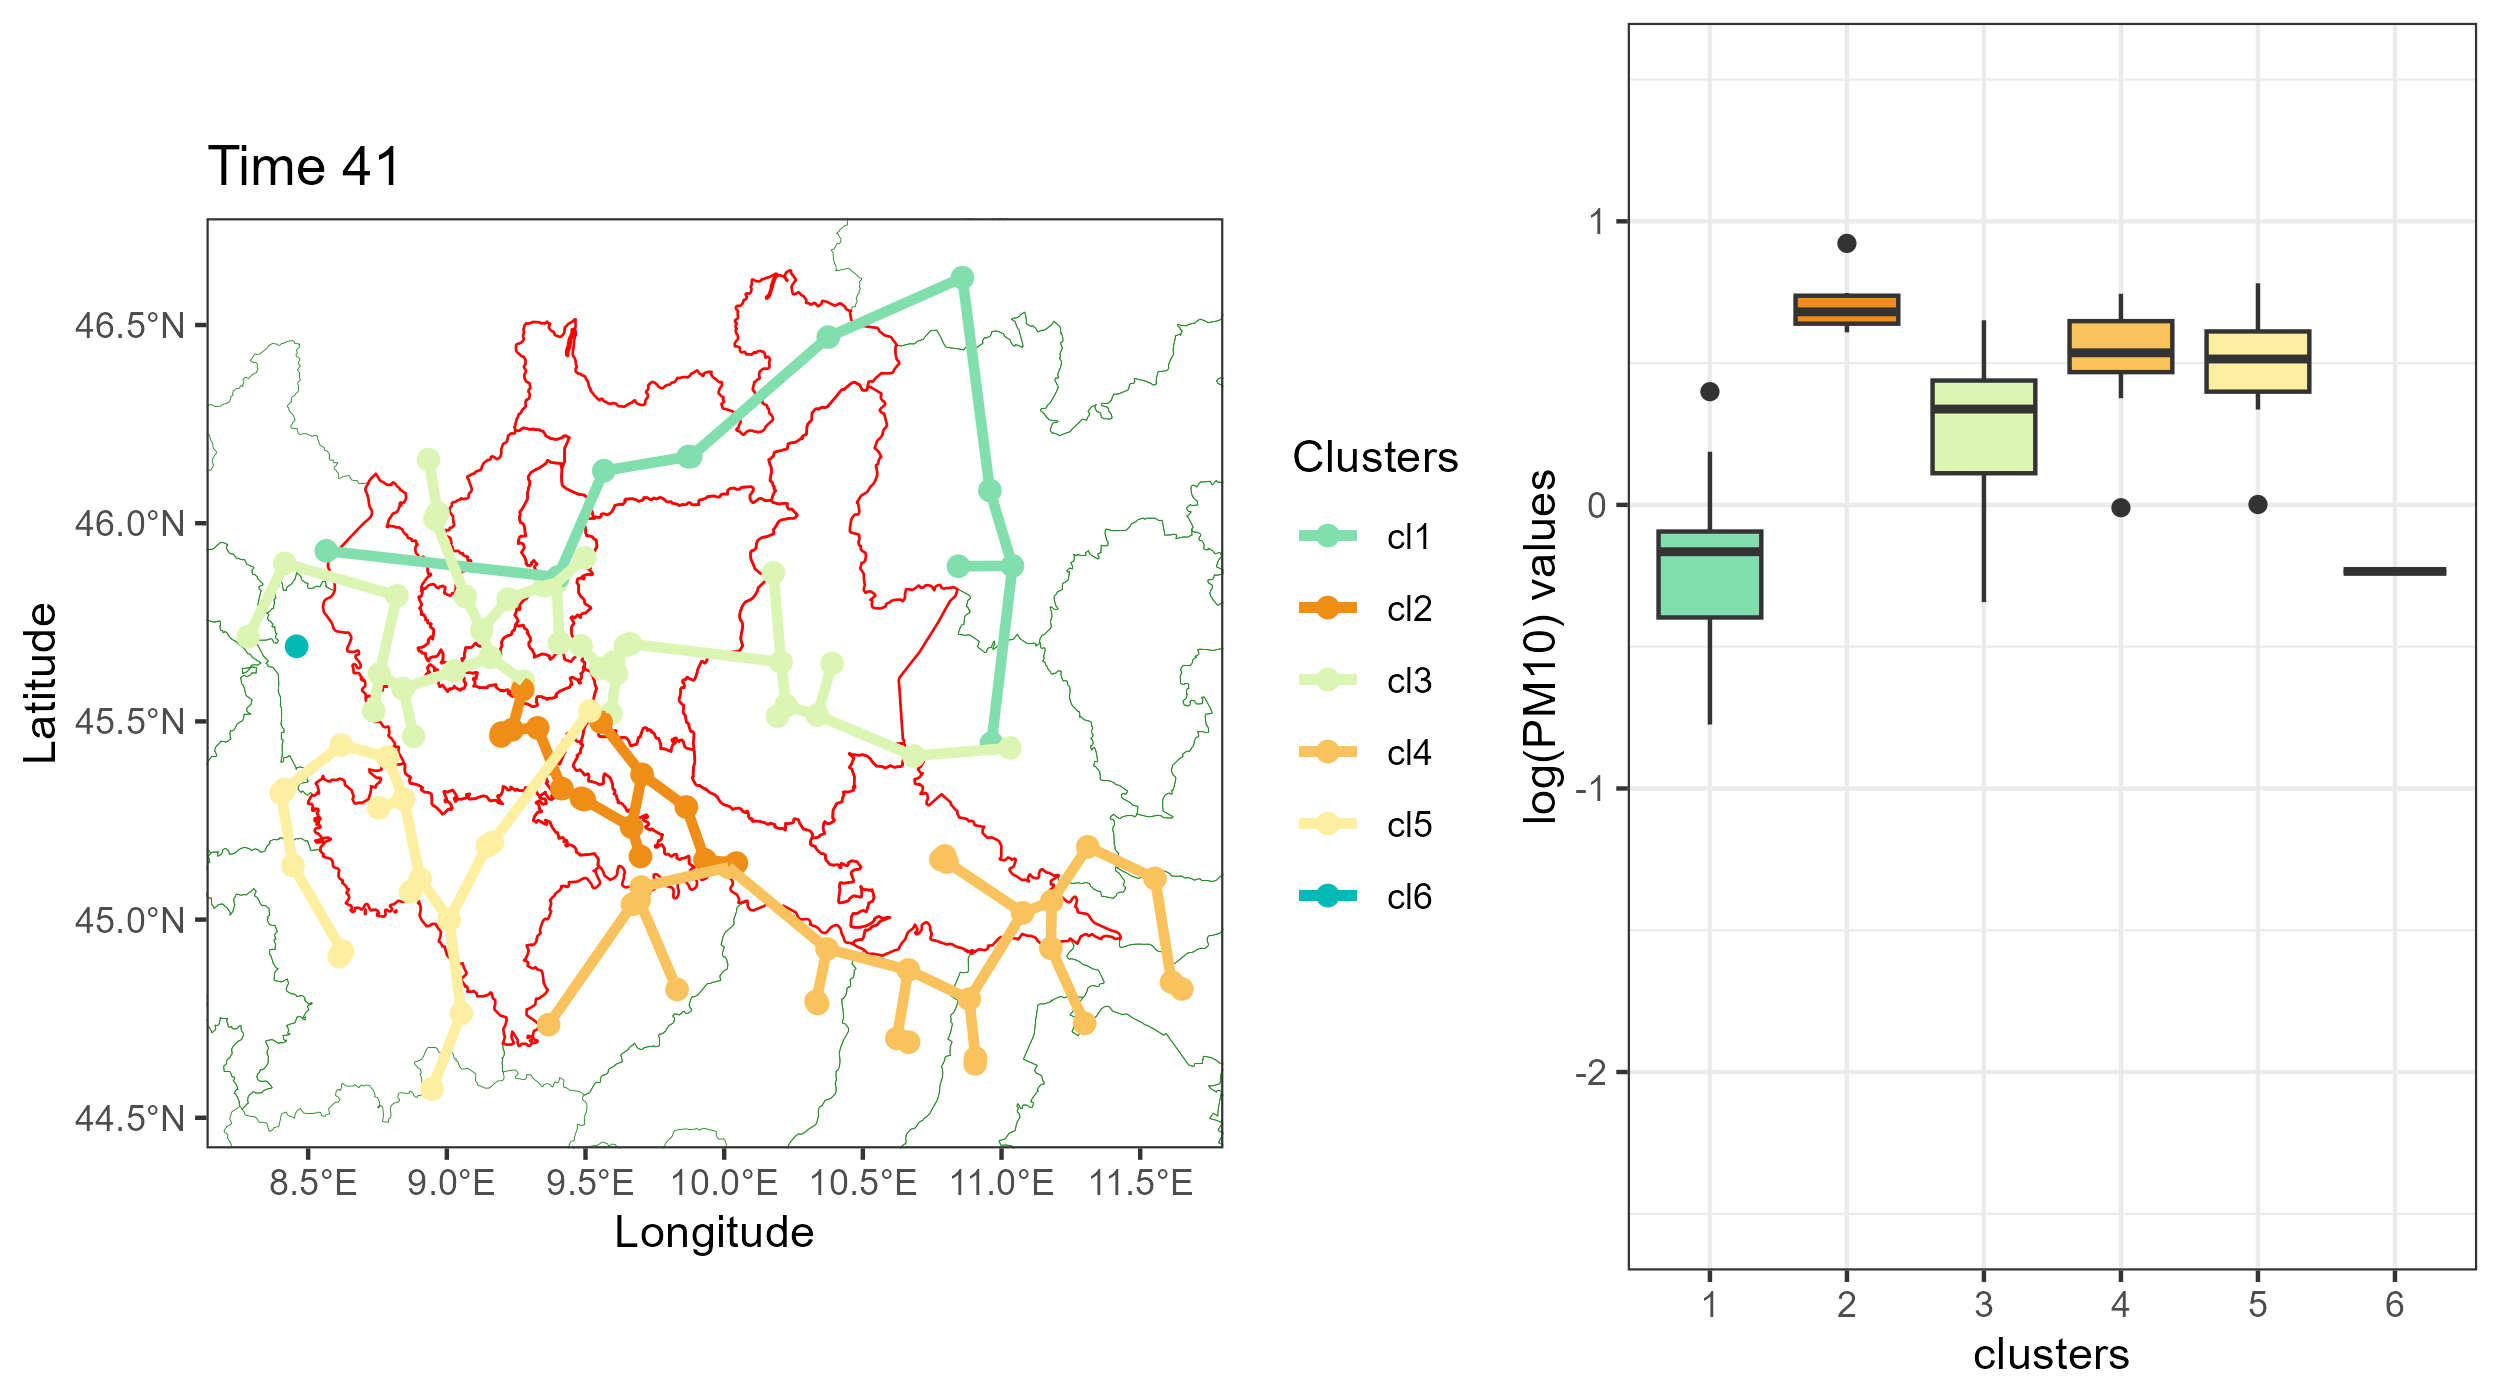 Time 41
46.5°N
46.0°N
45.5°N
45.0°N
44.5°N
Latitude
8.5°E 9.0°E 9.5°E 10.0°E 10.5°E 11.0°E 11.5°E
Longitude
Clusters
cl1
cl2
cl3
cl4
cl5
cl6
1
0
-1
-2
log(PM10) values
1 2 3 4 5 6
clusters